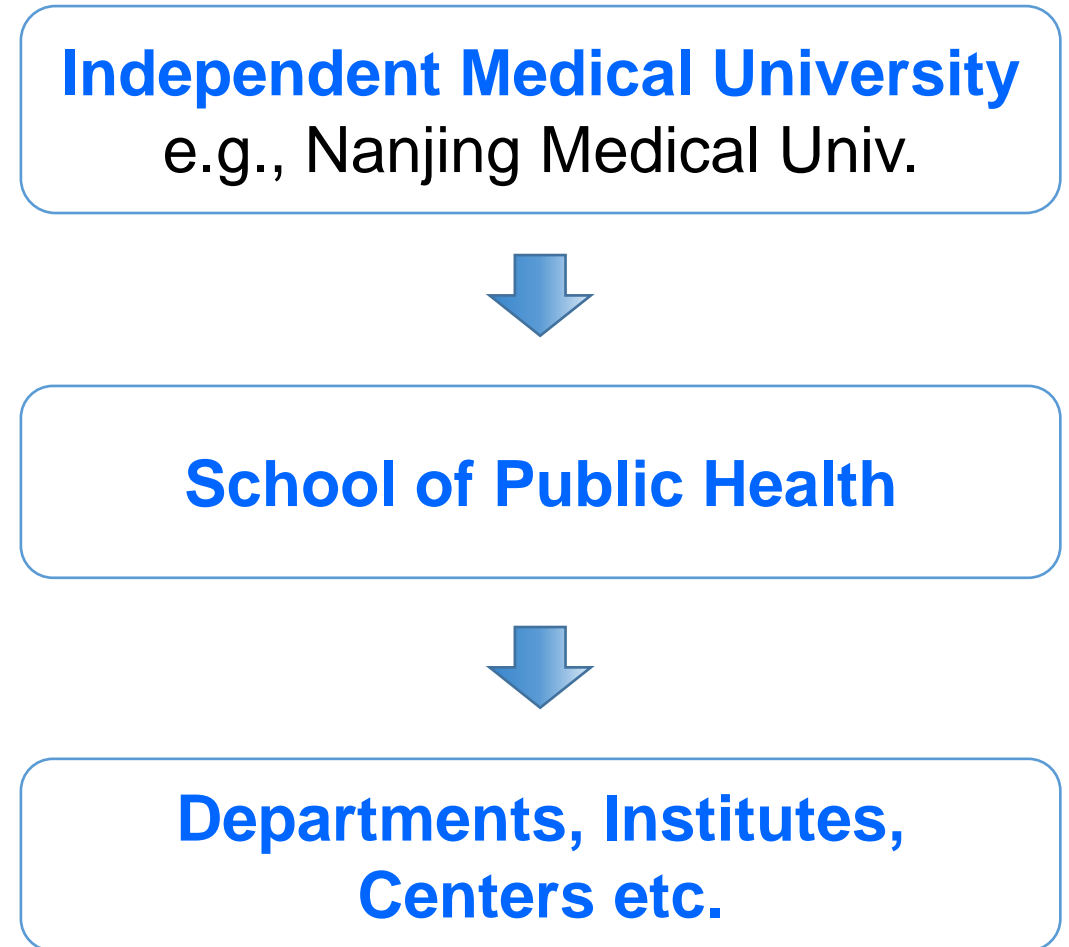 Independent Medical University
e.g., Nanjing Medical Univ.
School of Public Health
Departments, Institutes,
Centers etc.